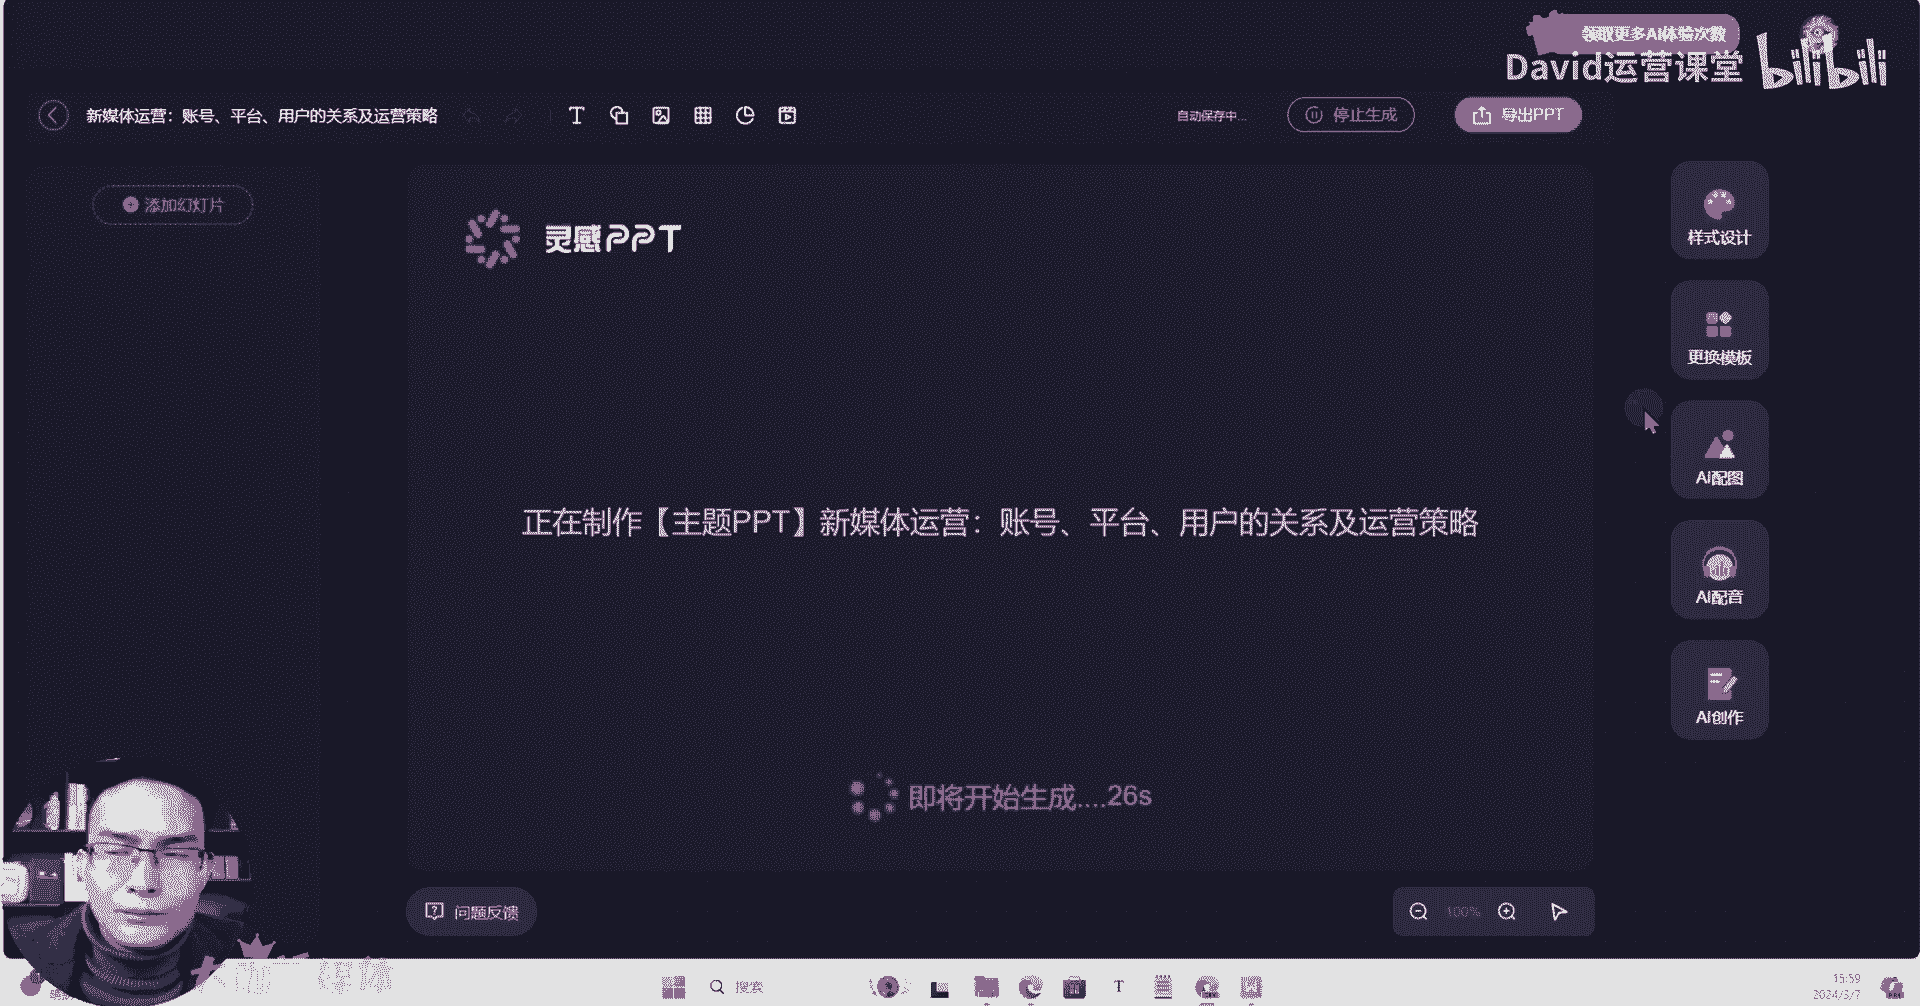 领取更多AI体验次数
David运营课堂 bilibili
新媒体运营：账号、平台、用户的关系及运营策略
自动保存中...
停止生成
导出PPT
添加幻灯片
灵感PPT
样式设计
更换模板
AI配图
AI配音
AI创作
正在制作【主题PPT】新媒体运营：账号、平台、用户的关系及运营策略
即将开始生成....26s
问题反馈
100%
搜索
15:59
2024/3/7